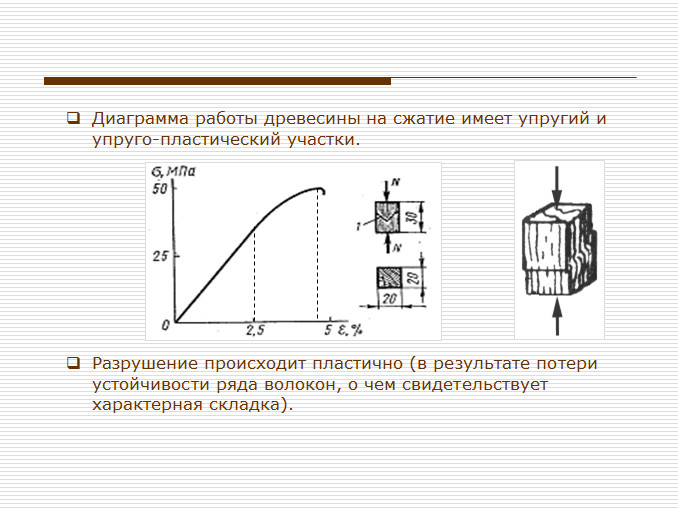 Диаграмма работы древесины на сжатие имеет упругий и
упруго-пластический участки.
σ, МПа
50
25
0
2,5
5 ε, %
N
1
30
N
20
20
Разрушение происходит пластично (в результате потери
устойчивости ряда волокон, о чем свидетельствует
характерная складка).